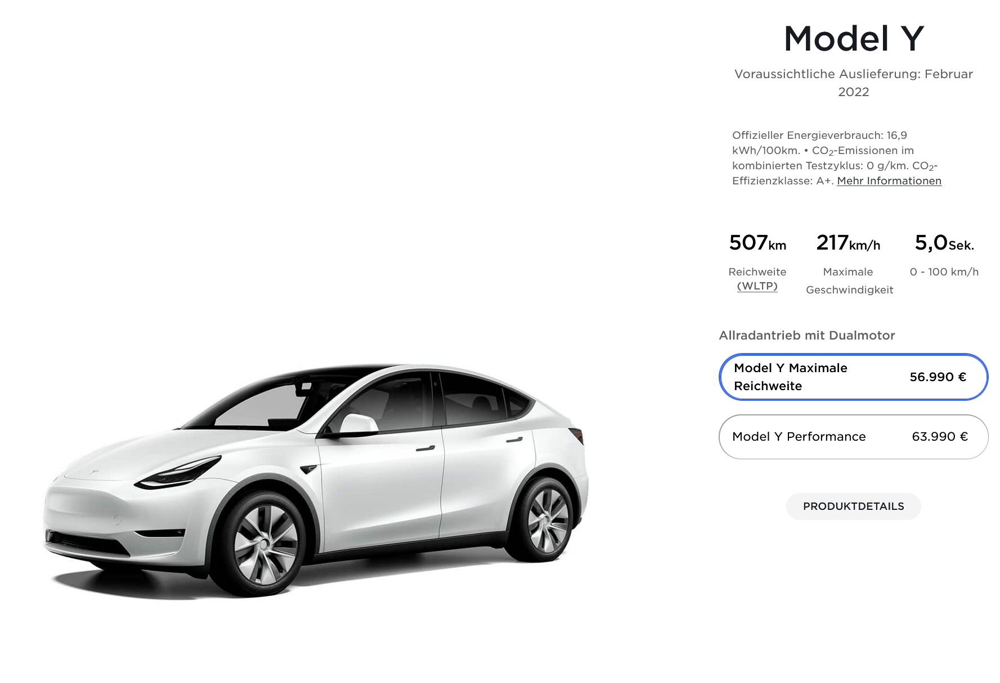 Model Y
Voraussichtliche Auslieferung: Februar
2022
Offizieller Energieverbrauch: 16,9
kWh/100km. • CO₂-Emissionen im
kombinierten Testzyklus: 0 g/km. CO₂-
Effizienzklasse: A+. Mehr Informationen
507km 217km/h 5,0Sek.
Reichweite Maximale 0 - 100 km/h
(WLTP) Geschwindigkeit
Allradantrieb mit Dualmotor
Model Y Maximale
Reichweite 56.990 €
Model Y Performance 63.990 €
PRODUKTDETAILS